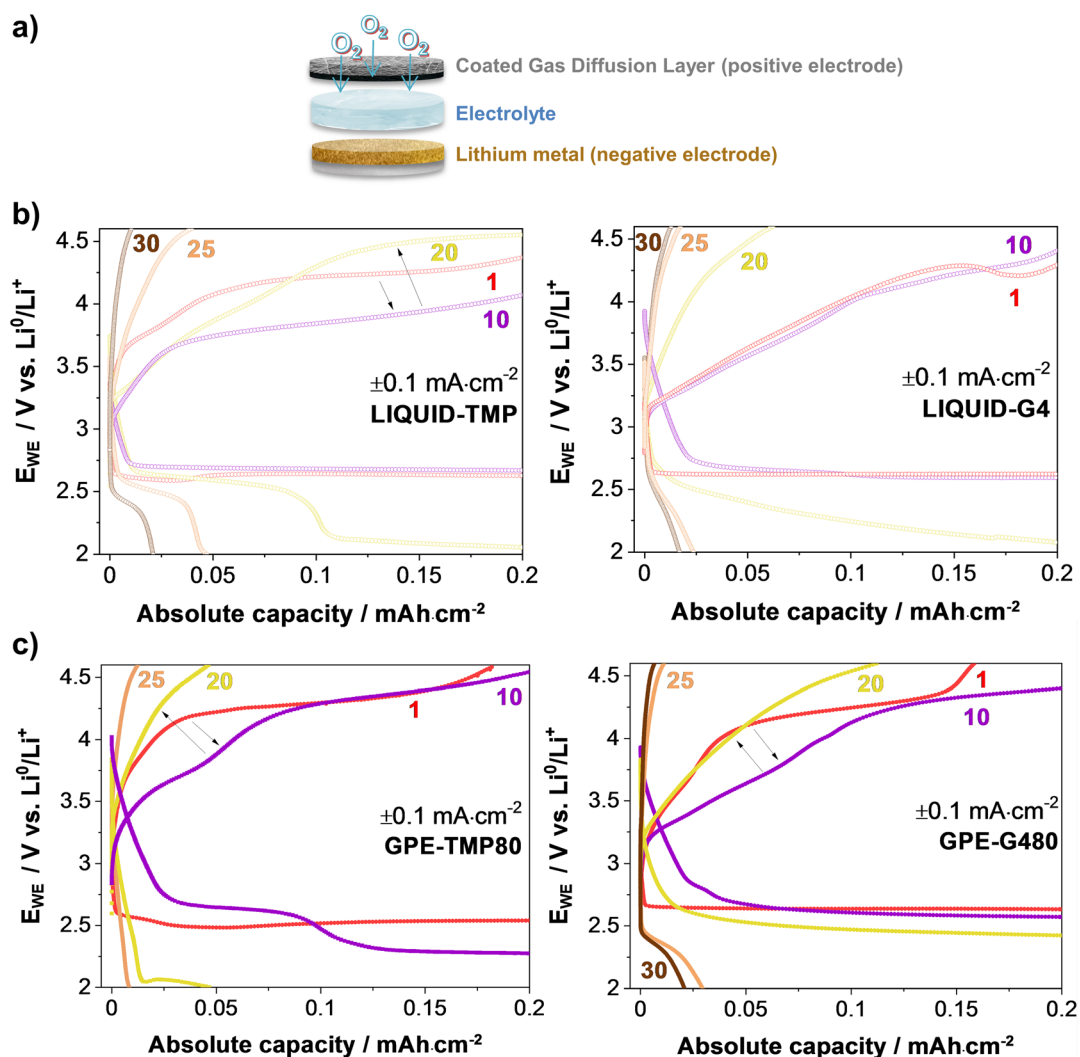 a)
O2 O2 O2
Coated Gas Diffusion Layer (positive electrode)
Electrolyte
Lithium metal (negative electrode)
b)
E_WE / V vs. Li⁰/Li⁺
4.5
4
3.5
3
2.5
2
30
25
20
1
10
±0.1 mA·cm⁻²
LIQUID-TMP
0 0.05 0.1 0.15 0.2
Absolute capacity / mAh·cm⁻²
E_WE / V vs. Li⁰/Li⁺
4.5
4
3.5
3
2.5
2
30
25
20
10
1
±0.1 mA·cm⁻²
LIQUID-G4
0 0.05 0.1 0.15 0.2
Absolute capacity / mAh·cm⁻²
c)
E_WE / V vs. Li⁰/Li⁺
4.5
4
3.5
3
2.5
2
25
20
1
10
±0.1 mA·cm⁻²
GPE-TMP80
0 0.05 0.1 0.15 0.2
Absolute capacity / mAh·cm⁻²
E_WE / V vs. Li⁰/Li⁺
4.5
4
3.5
3
2.5
2
25
20
1
10
±0.1 mA·cm⁻²
GPE-G480
30
0 0.05 0.1 0.15 0.2
Absolute capacity / mAh·cm⁻²